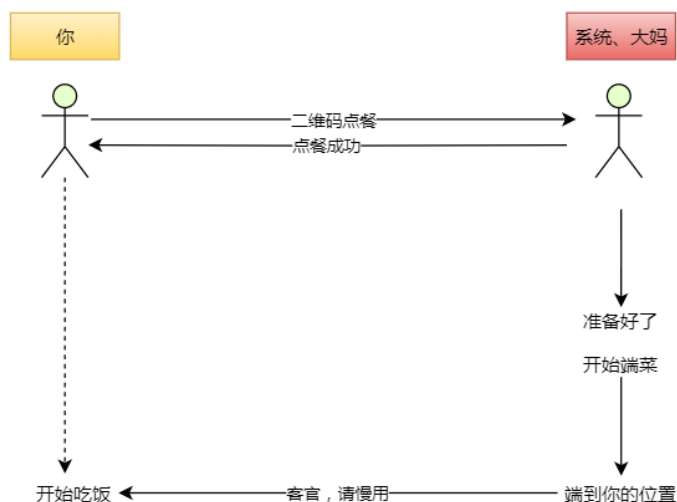 你
系统、大妈
二维码点餐
点餐成功
准备好了
开始端菜
开始吃饭
客官，请慢用
端到你的位置